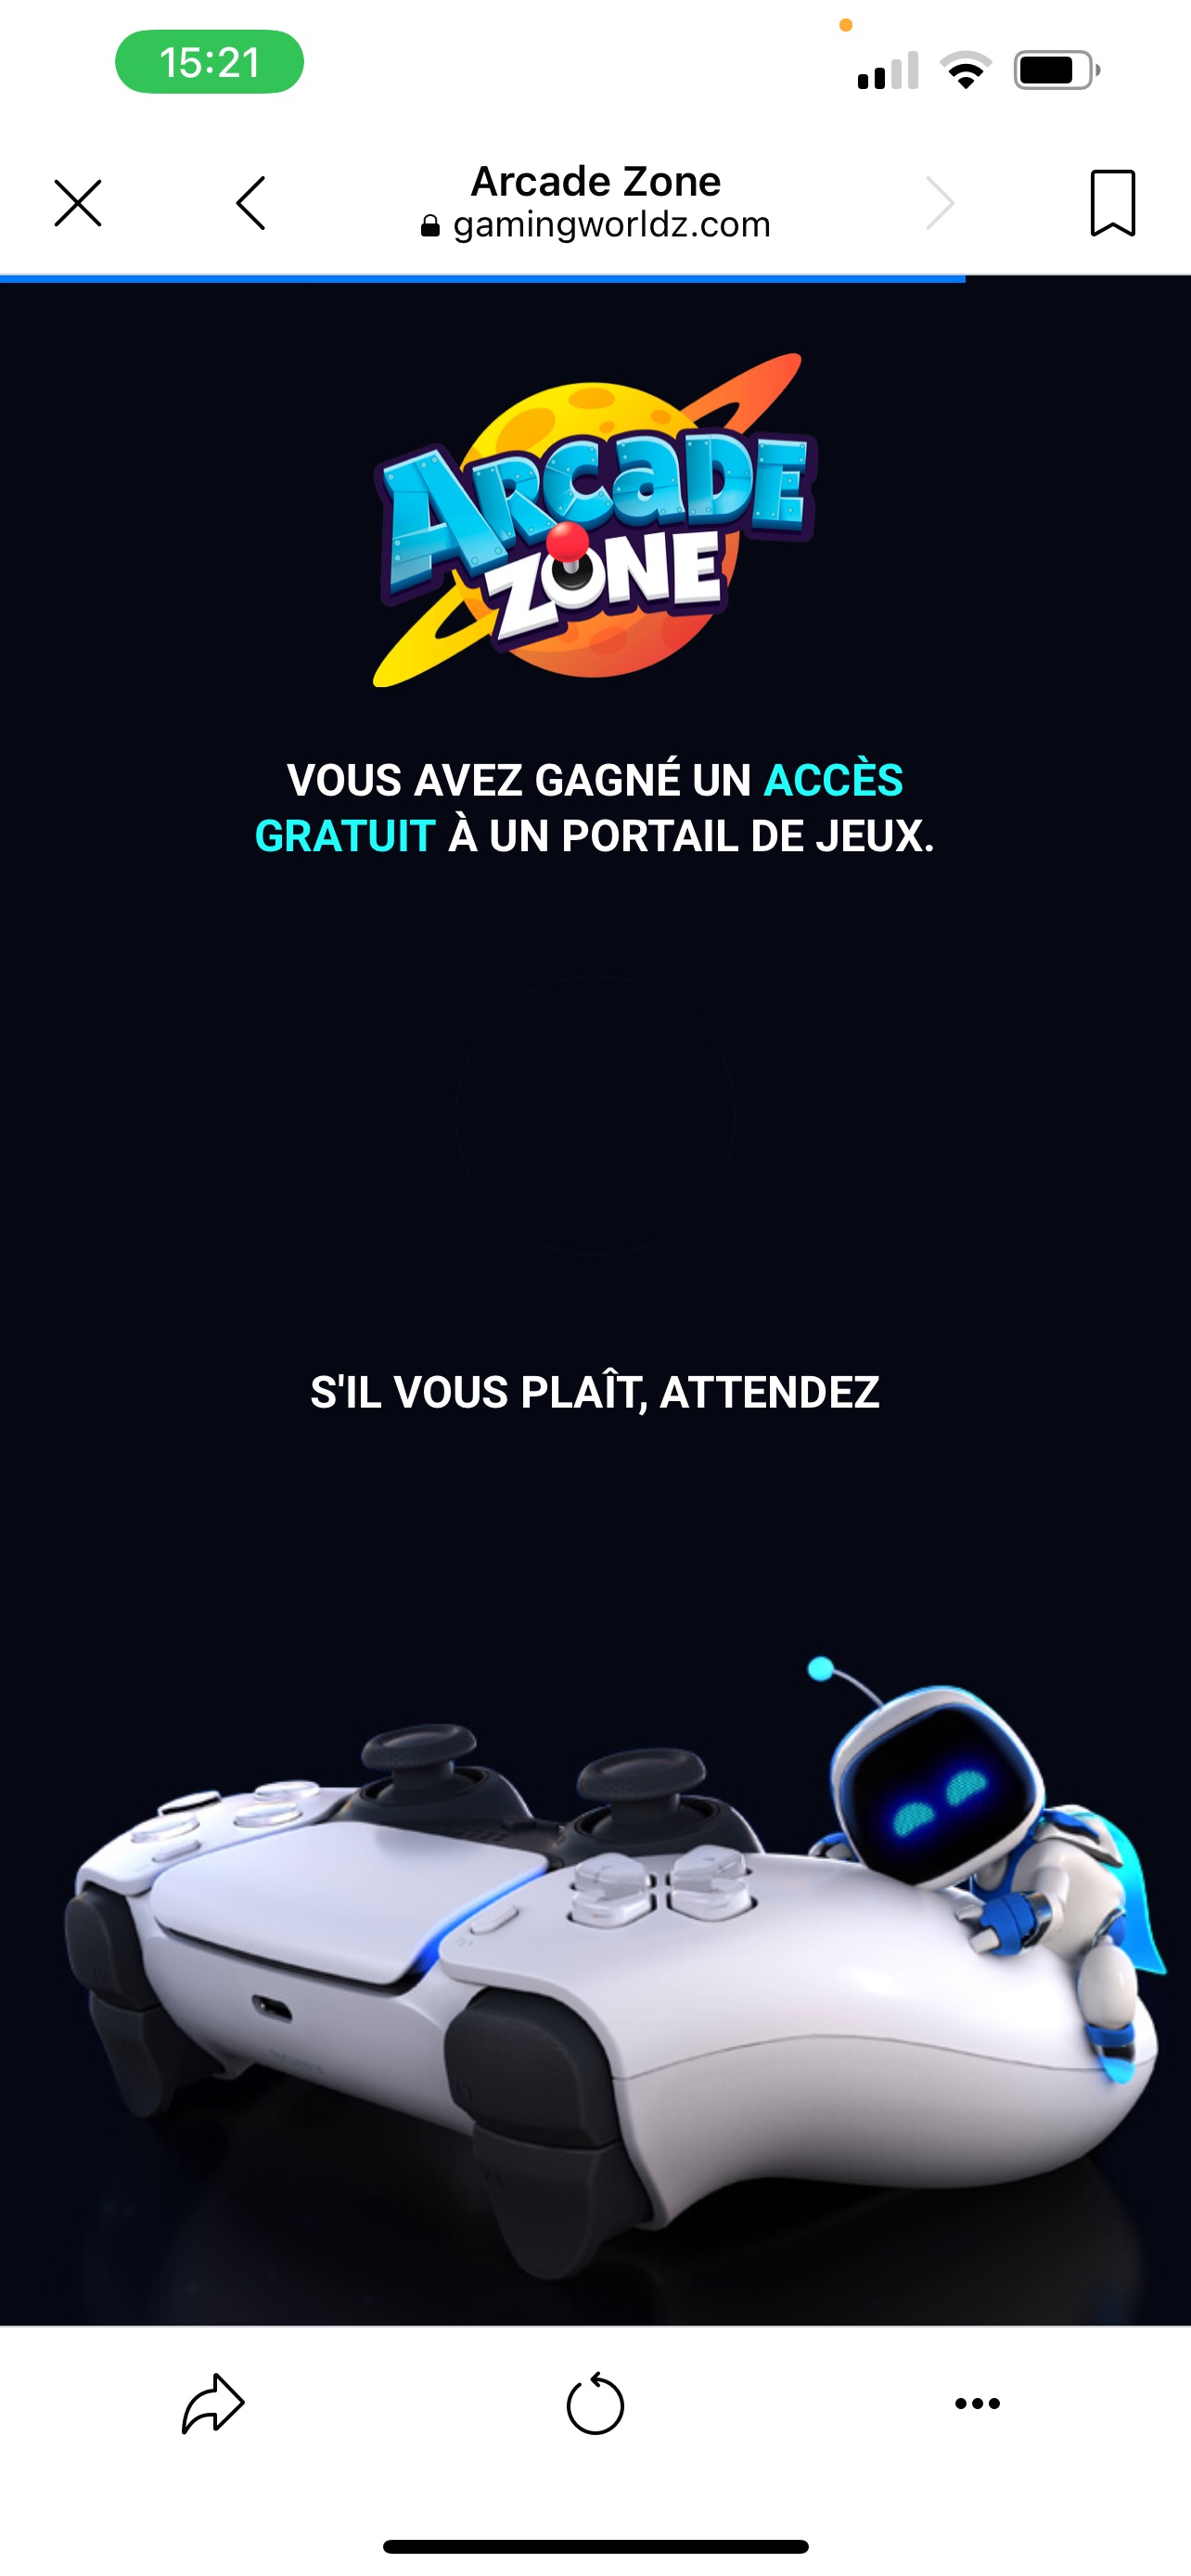 15:21
Arcade Zone
gamingworldz.com
ARCADE
ZONE
VOUS AVEZ GAGNÉ UN ACCÈS
GRATUIT À UN PORTAIL DE JEUX.
S'IL VOUS PLAÎT, ATTENDEZ